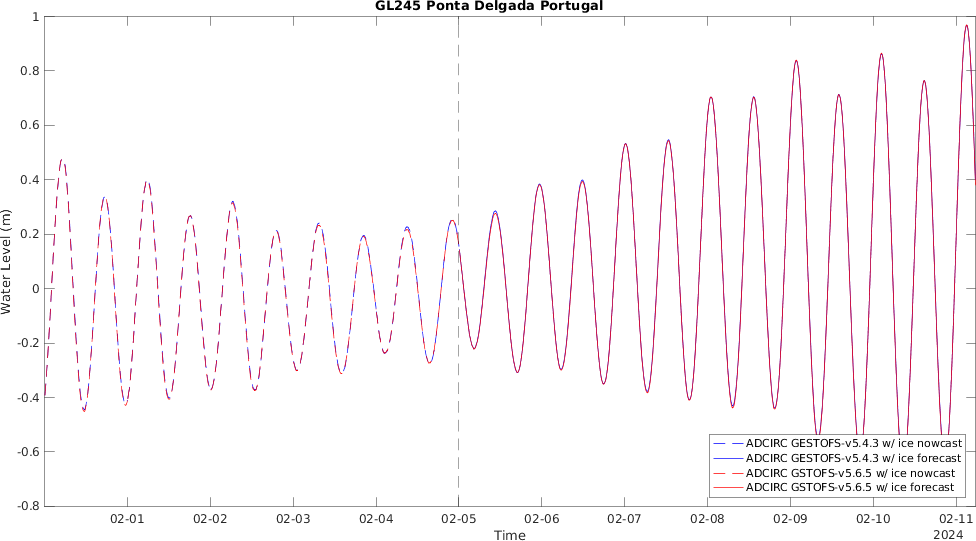 GL245 Ponta Delgada Portugal
1
0.8
0.6
0.4
0.2
0
-0.2
-0.4
-0.6
-0.8
Water Level (m)
ADCIRC GESTOFS-v5.4.3 w/ ice nowcast
ADCIRC GESTOFS-v5.4.3 w/ ice forecast
ADCIRC GSTOFS-v5.6.5 w/ ice nowcast
ADCIRC GSTOFS-v5.6.5 w/ ice forecast
02-01 02-02 02-03 02-04 02-05 02-06 02-07 02-08 02-09 02-10 02-11
Time 2024